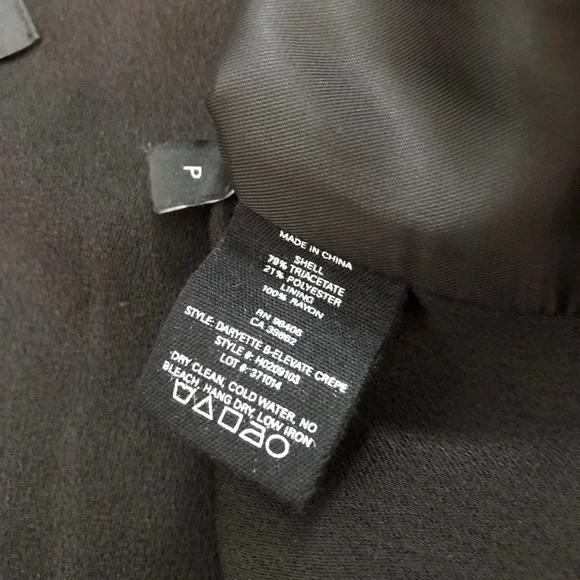 P
MADE IN CHINA
SHELL
79% TRIACETATE
21% POLYESTER
LINING
100% RAYON
RN 98406
CA 39862
STYLE: DARYETTE B-ELEVATE CREPE
STYLE #: H0209103
LOT #: 371014
DRY CLEAN, COLD WATER, NO
BLEACH, HANG DRY, LOW IRON